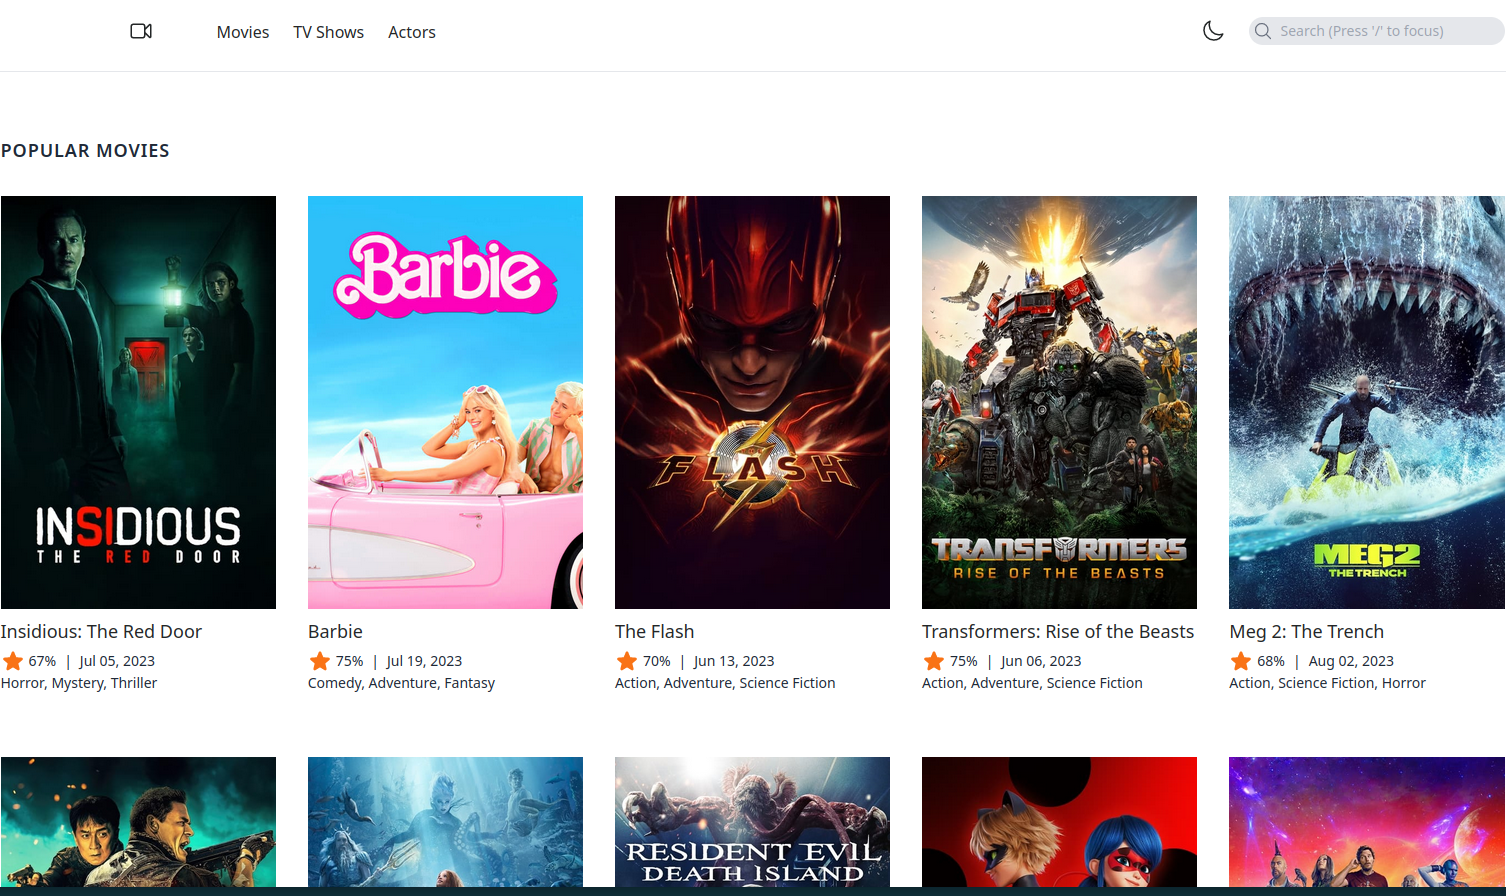 Movies TV Shows Actors Search (Press '/' to focus)
POPULAR MOVIES
INSIDIOUS
THE RED DOOR
Barbie
FLASH
TRANSFORMERS
RISE OF THE BEASTS
MEG2
THE TRENCH
Insidious: The Red Door
67% | Jul 05, 2023
Horror, Mystery, Thriller
Barbie
75% | Jul 19, 2023
Comedy, Adventure, Fantasy
The Flash
70% | Jun 13, 2023
Action, Adventure, Science Fiction
Transformers: Rise of the Beasts
75% | Jun 06, 2023
Action, Adventure, Science Fiction
Meg 2: The Trench
68% | Aug 02, 2023
Action, Science Fiction, Horror
RESIDENT EVIL
DEATH ISLAND